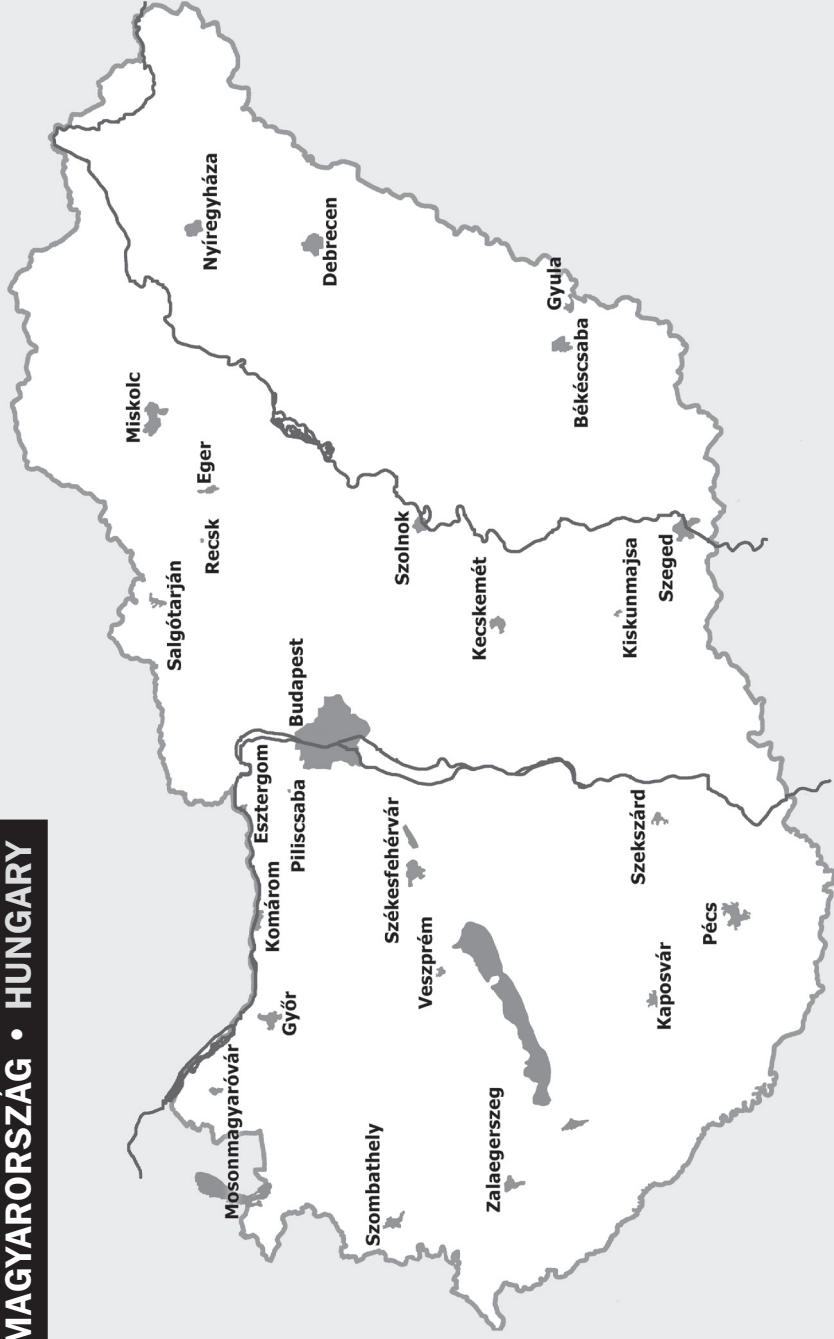 MAGYARORSZÁG • HUNGARY
Salgótarján
Miskolc
Nyíregyháza
Recsk
Eger
Mosonmagyaróvár
Győr
Komárom
Esztergom
Piliscsaba
Budapest
Debrecen
Szombathely
Veszprém
Székesfehérvár
Szolnok
Zalaegerszeg
Kecskemét
Gyula
Békéscsaba
Kaposvár
Pécs
Szekszárd
Kiskunmajsa
Szeged